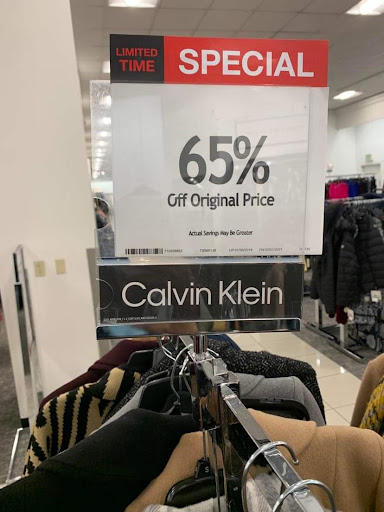 LIMITED
TIME
SPECIAL
65%
Off Original Price
Actual Savings May Be Greater
Calvin Klein